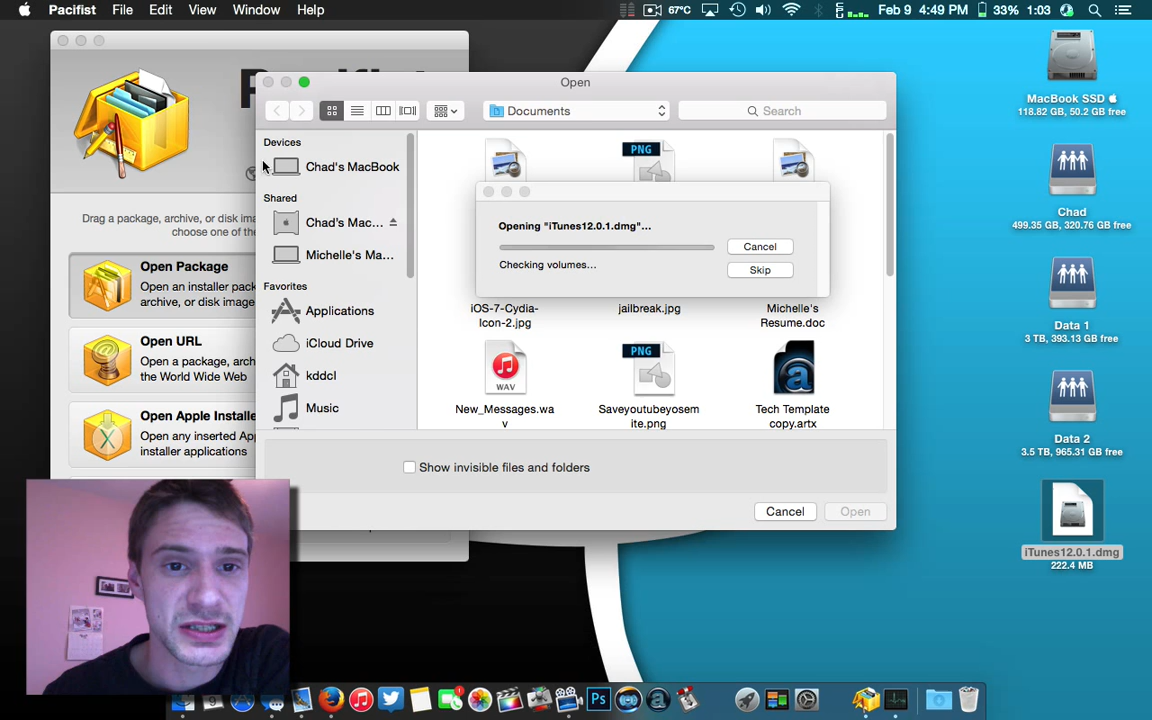 Pacifist File Edit View Window Help 67°C Feb 9 4:49 PM 33% 1:03
Open
Documents
Search
Devices
Chad's MacBook
Shared
Chad's Mac...
Michelle's Ma...
Favorites
Applications
iCloud Drive
kddcl
Music
PNG
Opening "iTunes12.0.1.dmg"...
Checking volumes...
Cancel
Skip
iOS-7-Cydia-
Icon-2.jpg
jailbreak.jpg
Michelle's
Resume.doc
WAV
PNG
New_Messages.wa
v
Saveyoutubeyosem
ite.png
Tech Template
copy.artx
Show invisible files and folders
Cancel
Open
Drag a package, archive, or disk ima
choose one of the
Open Package
Open an installer pac
archive, or disk image
Open URL
Open a package, arch
the World Wide Web
Open Apple Installe
Open any inserted App
installer applications
MacBook SSD
118.82 GB, 50.2 GB free
Chad
499.35 GB, 320.76 GB free
Data 1
3 TB, 393.13 GB free
Data 2
3.5 TB, 965.31 GB free
iTunes12.0.1.dmg
222.4 MB
Ps